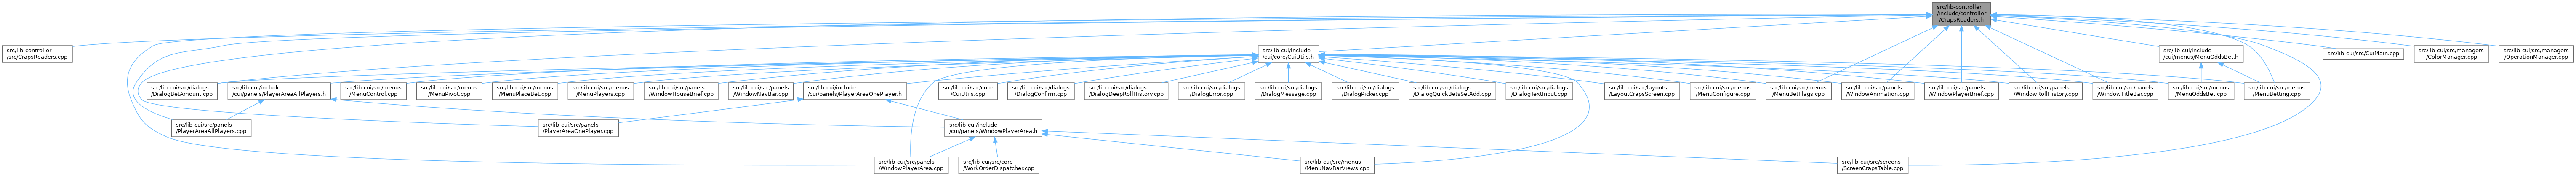 src/lib-controller
/include/controller
/CrapsReaders.h
src/lib-controller
/src/CrapsReaders.cpp
src/lib-cui/include
/cui/core/CuiUtils.h
src/lib-cui/include
/cui/menus/MenuOddsBet.h
src/lib-cui/src/CuiMain.cpp
src/lib-cui/src/managers
/ColorManager.cpp
src/lib-cui/src/managers
/OperationManager.cpp
src/lib-cui/src/dialogs
/DialogBetAmount.cpp
src/lib-cui/include
/cui/panels/PlayerAreaAllPlayers.h
src/lib-cui/src/menus
/MenuControl.cpp
src/lib-cui/src/menus
/MenuPivot.cpp
src/lib-cui/src/menus
/MenuPlaceBet.cpp
src/lib-cui/src/menus
/MenuPlayers.cpp
src/lib-cui/src/panels
/WindowHouseBrief.cpp
src/lib-cui/src/panels
/WindowNavBar.cpp
src/lib-cui/include
/cui/panels/PlayerAreaOnePlayer.h
src/lib-cui/src/core
/CuiUtils.cpp
src/lib-cui/src/dialogs
/DialogConfirm.cpp
src/lib-cui/src/dialogs
/DialogDeepRollHistory.cpp
src/lib-cui/src/dialogs
/DialogError.cpp
src/lib-cui/src/dialogs
/DialogMessage.cpp
src/lib-cui/src/dialogs
/DialogPicker.cpp
src/lib-cui/src/dialogs
/DialogQuickBetsSetAdd.cpp
src/lib-cui/src/dialogs
/DialogTextInput.cpp
src/lib-cui/src/layouts
/LayoutCrapsScreen.cpp
src/lib-cui/src/menus
/MenuConfigure.cpp
src/lib-cui/src/menus
/MenuBetFlags.cpp
src/lib-cui/src/panels
/WindowAnimation.cpp
src/lib-cui/src/panels
/WindowPlayerBrief.cpp
src/lib-cui/src/panels
/WindowRollHistory.cpp
src/lib-cui/src/panels
/WindowTitleBar.cpp
src/lib-cui/src/menus
/MenuOddsBet.cpp
src/lib-cui/src/menus
/MenuBetting.cpp
src/lib-cui/src/panels
/PlayerAreaAllPlayers.cpp
src/lib-cui/src/panels
/PlayerAreaOnePlayer.cpp
src/lib-cui/include
/cui/panels/WindowPlayerArea.h
src/lib-cui/src/panels
/WindowPlayerArea.cpp
src/lib-cui/src/core
/WorkOrderDispatcher.cpp
src/lib-cui/src/menus
/MenuNavBarViews.cpp
src/lib-cui/src/screens
/ScreenCrapsTable.cpp